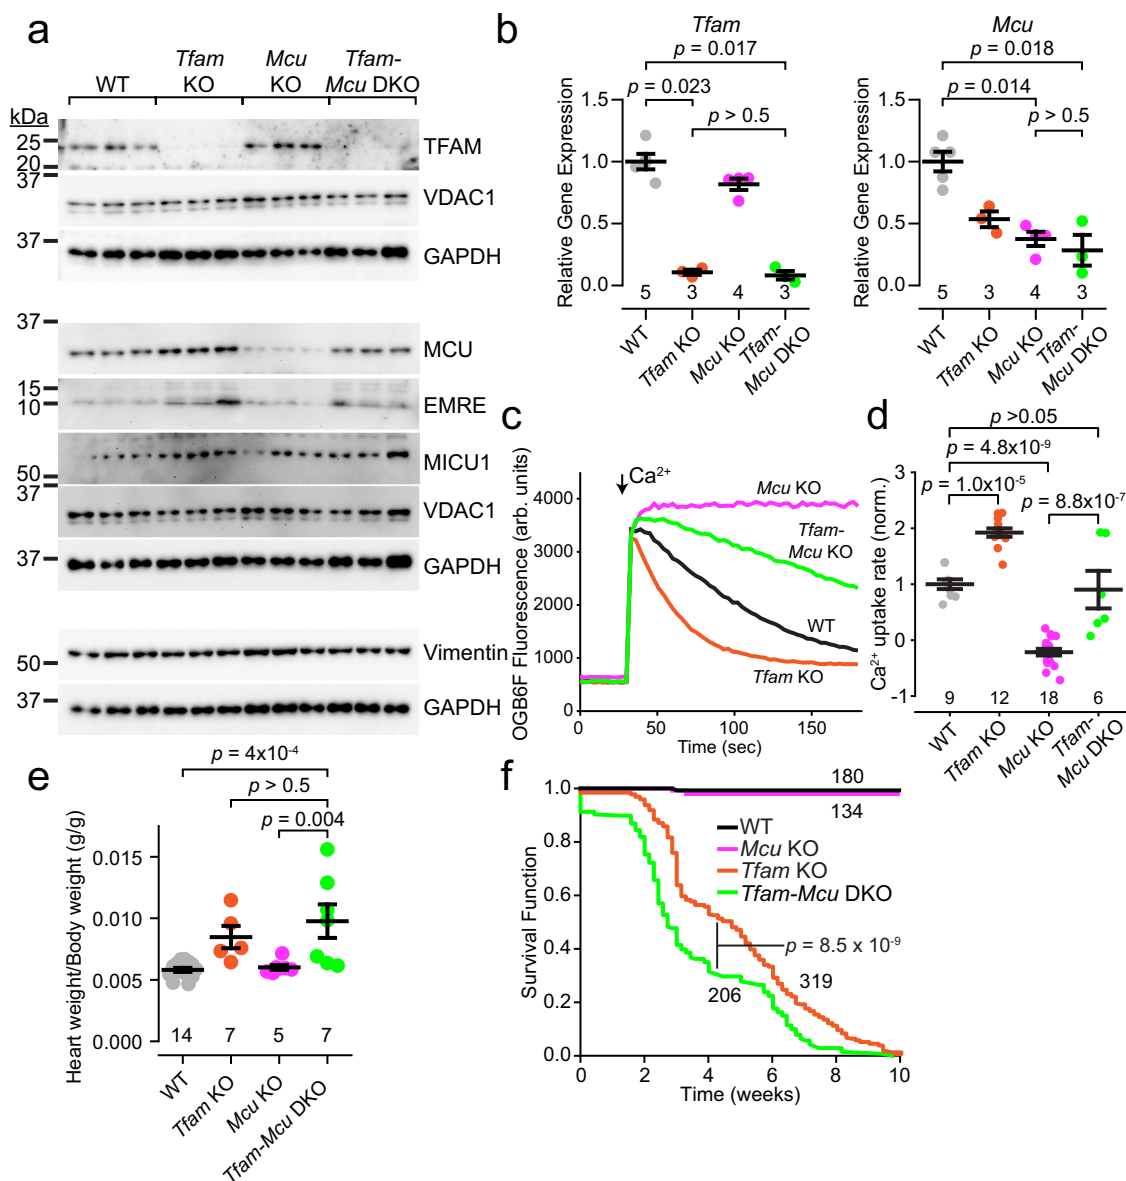 a
WT
Tfam
KO
Mcu
KO
Tfam-
Mcu DKO
kDa
25
20
TFAM
37
VDAC1
37
GAPDH
37
MCU
15
10
EMRE
MICU1
50
37
VDAC1
37
GAPDH
Vimentin
50
37
GAPDH
b
Tfam
p = 0.017
p = 0.023
p > 0.5
Relative Gene Expression
1.5
1.0
0.5
0.0
5 3 4 3
WT
Tfam KO
Mcu KO
Tfam-
Mcu DKO
Mcu
p = 0.018
p = 0.014
p > 0.5
Relative Gene Expression
1.5
1.0
0.5
0.0
5 3 4 3
WT
Tfam KO
Mcu KO
Tfam-
Mcu DKO
c
Ca2+
OGB6F Fluorescence (arb. units)
4000
3000
2000
1000
0
Mcu KO
Tfam-
Mcu KO
WT
Tfam KO
0 50 100 150
Time (sec)
d
p >0.05
p = 4.8x10-9
p = 1.0x10-5
p = 8.8x10-7
Ca2+ uptake rate (norm.)
3
2
1
0
-1
9 12 18 6
WT
Tfam KO
Mcu KO
Tfam-
Mcu DKO
e
p = 4x10-4
p > 0.5
p = 0.004
Heart weight/Body weight (g/g)
0.015
0.010
0.005
0.000
14 7 5 7
WT
Tfam KO
Mcu KO
Tfam-Mcu DKO
f
Survival Function
1.0
0.8
0.6
0.4
0.2
0.0
180
134
WT
Mcu KO
Tfam KO
Tfam-Mcu DKO
p = 8.5 x 10-9
206
319
0 2 4 6 8 10
Time (weeks)